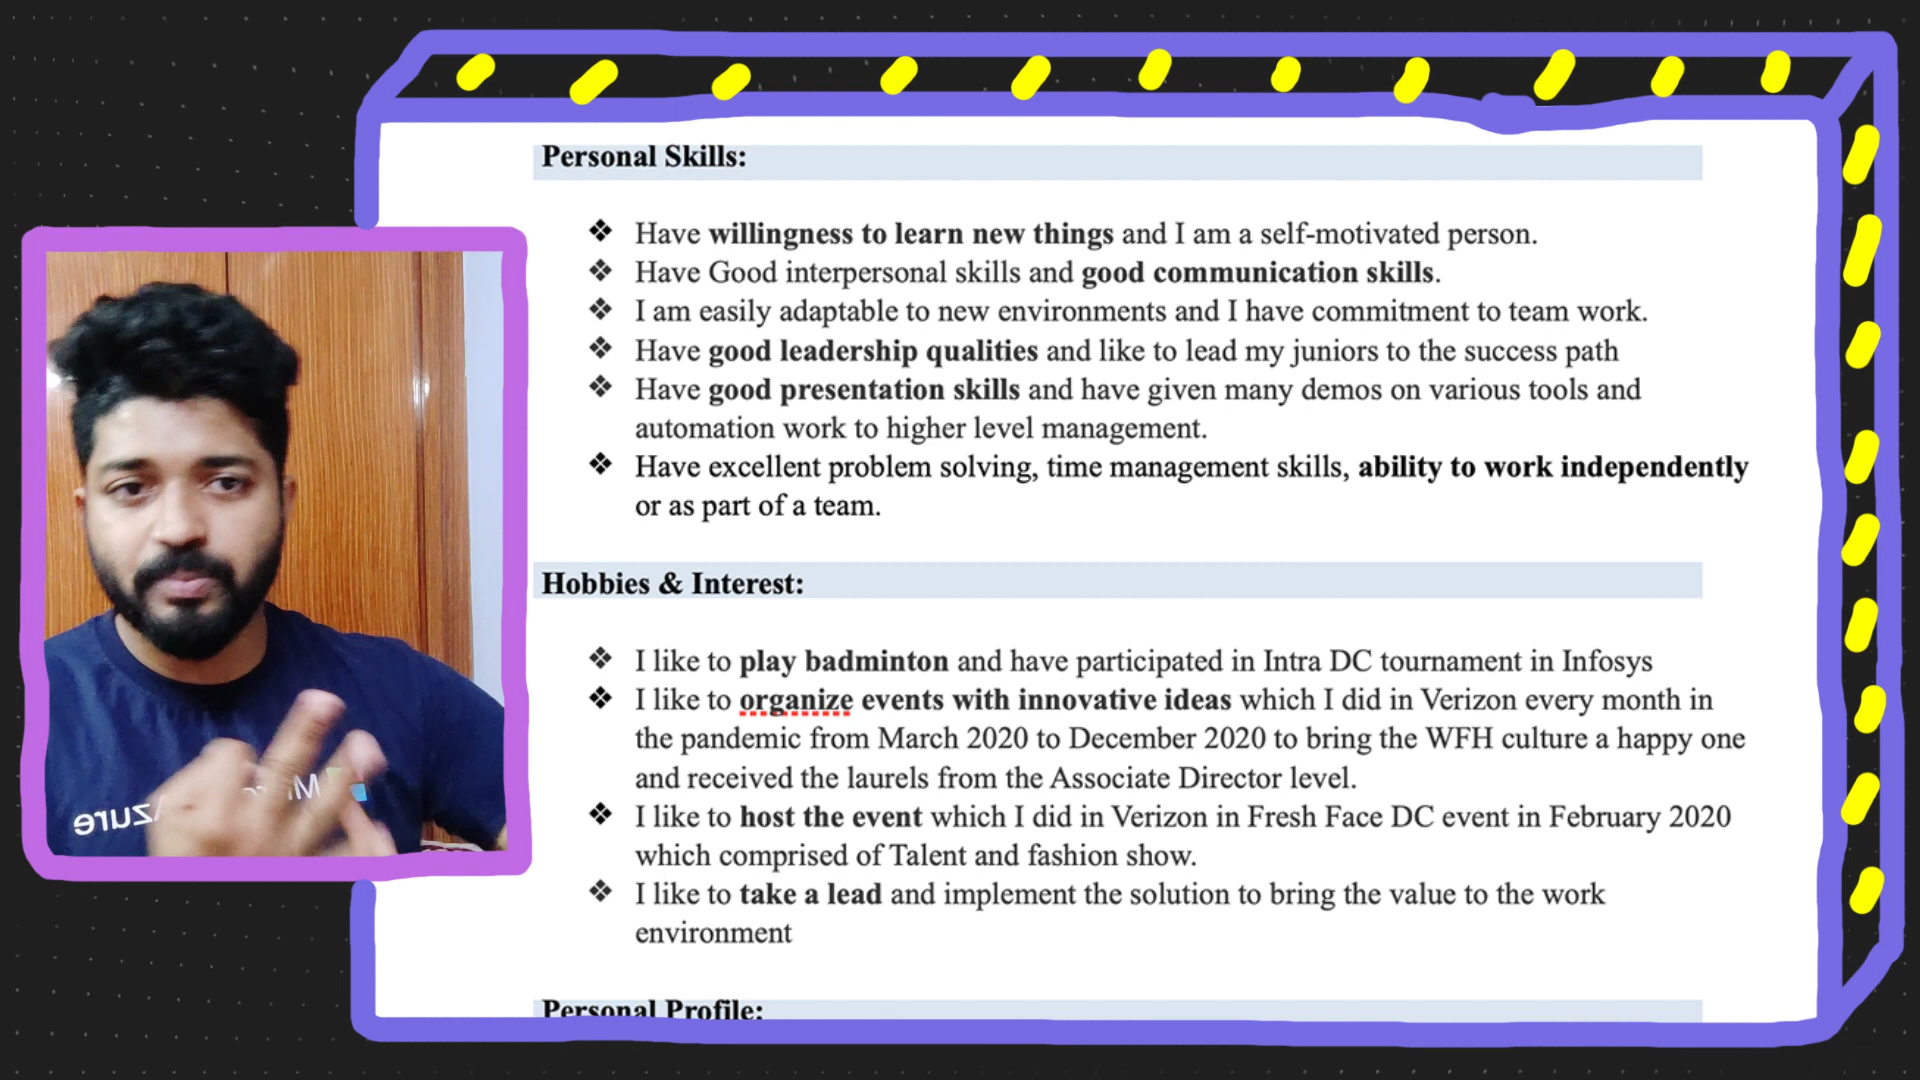 Personal Skills:
❖ Have willingness to learn new things and I am a self-motivated person.
❖ Have Good interpersonal skills and good communication skills.
❖ I am easily adaptable to new environments and I have commitment to team work.
❖ Have good leadership qualities and like to lead my juniors to the success path
❖ Have good presentation skills and have given many demos on various tools and
automation work to higher level management.
❖ Have excellent problem solving, time management skills, ability to work independently
or as part of a team.
Hobbies & Interest:
❖ I like to play badminton and have participated in Intra DC tournament in Infosys
❖ I like to organize events with innovative ideas which I did in Verizon every month in
the pandemic from March 2020 to December 2020 to bring the WFH culture a happy one
and received the laurels from the Associate Director level.
❖ I like to host the event which I did in Verizon in Fresh Face DC event in February 2020
which comprised of Talent and fashion show.
❖ I like to take a lead and implement the solution to bring the value to the work
environment
Personal Profile:
Azure